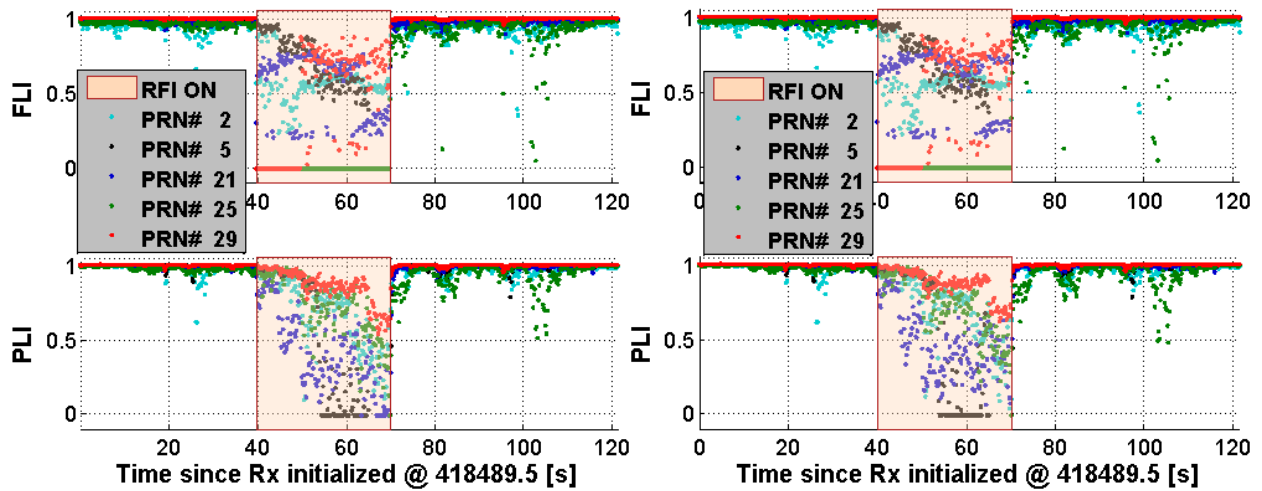 1
0.5
0
FLI
RFI ON
PRN# 2
PRN# 5
PRN# 21
PRN# 25
PRN# 29
40 60 80 100 120
1
0.5
0
PLI
20 40 60 80 100 120
Time since Rx initialized @ 418489.5 [s]
1
0.5
0
FLI
RFI ON
PRN# 2
PRN# 5
PRN# 21
PRN# 25
PRN# 29
0 40 60 80 100 120
1
0.5
0
PLI
0 20 40 60 80 100 120
Time since Rx initialized @ 418489.5 [s]